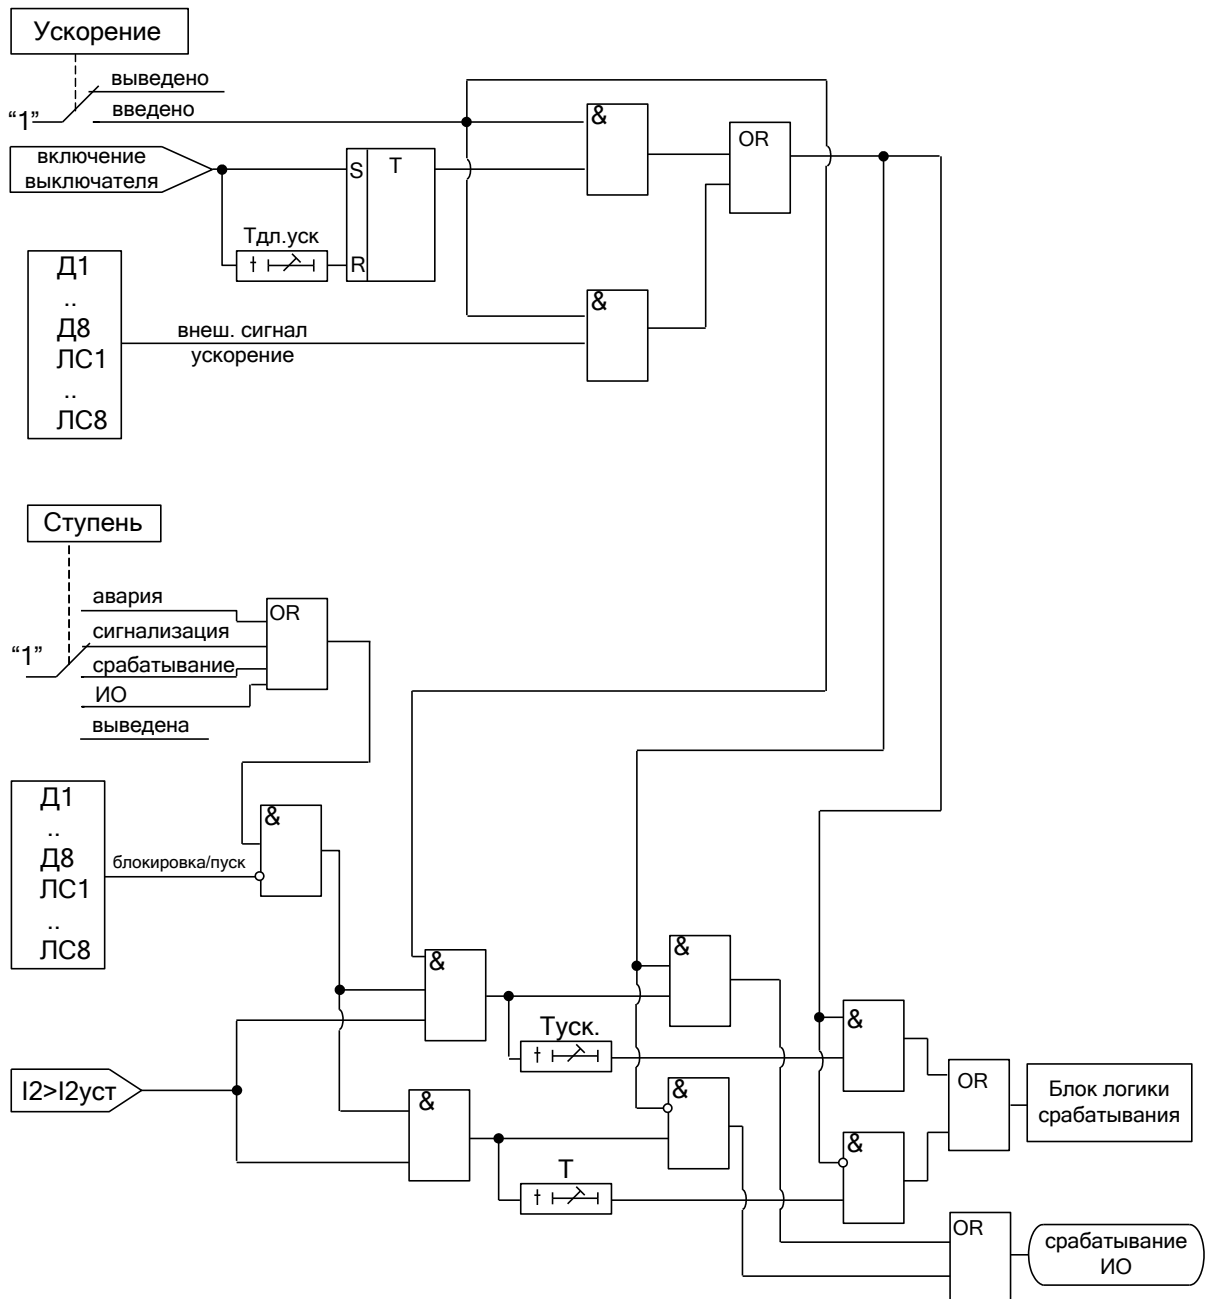 Ускорение
выведено
“1”
введено
&
OR
включение
выключателя
S
T
Тдл.уск
t
R
Д1
..
Д8
ЛС1
..
ЛС8
внеш. сигнал
ускорение
&
Ступень
авария
OR
сигнализация
“1”
срабатывание
ИО
выведена
Д1
..
Д8
ЛС1
..
ЛС8
блокировка/пуск
&
&
&
Туск.
t
&
I2>I2уст
&
&
OR
Блок логики
срабатывания
&
T
t
OR
срабатывание
ИО